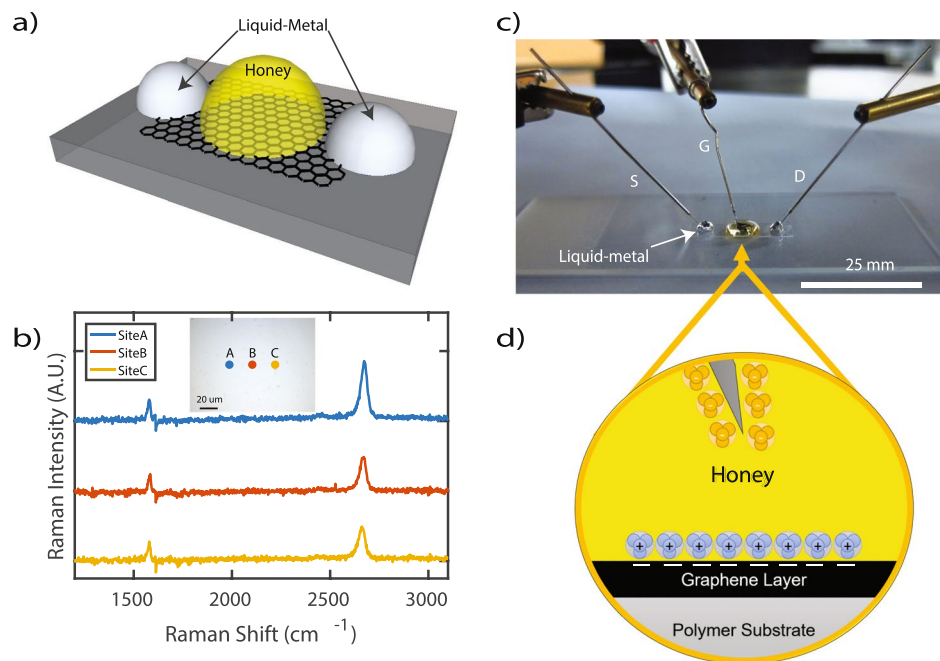 a)
Liquid-Metal
Honey
b)
SiteA
SiteB
SiteC
A B C
20 um
Raman Intensity (A.U.)
1500 2000 2500 3000
Raman Shift (cm⁻¹)
c)
S
G
D
Liquid-metal
25 mm
d)
Honey
+ + + + + + + +
Graphene Layer
Polymer Substrate